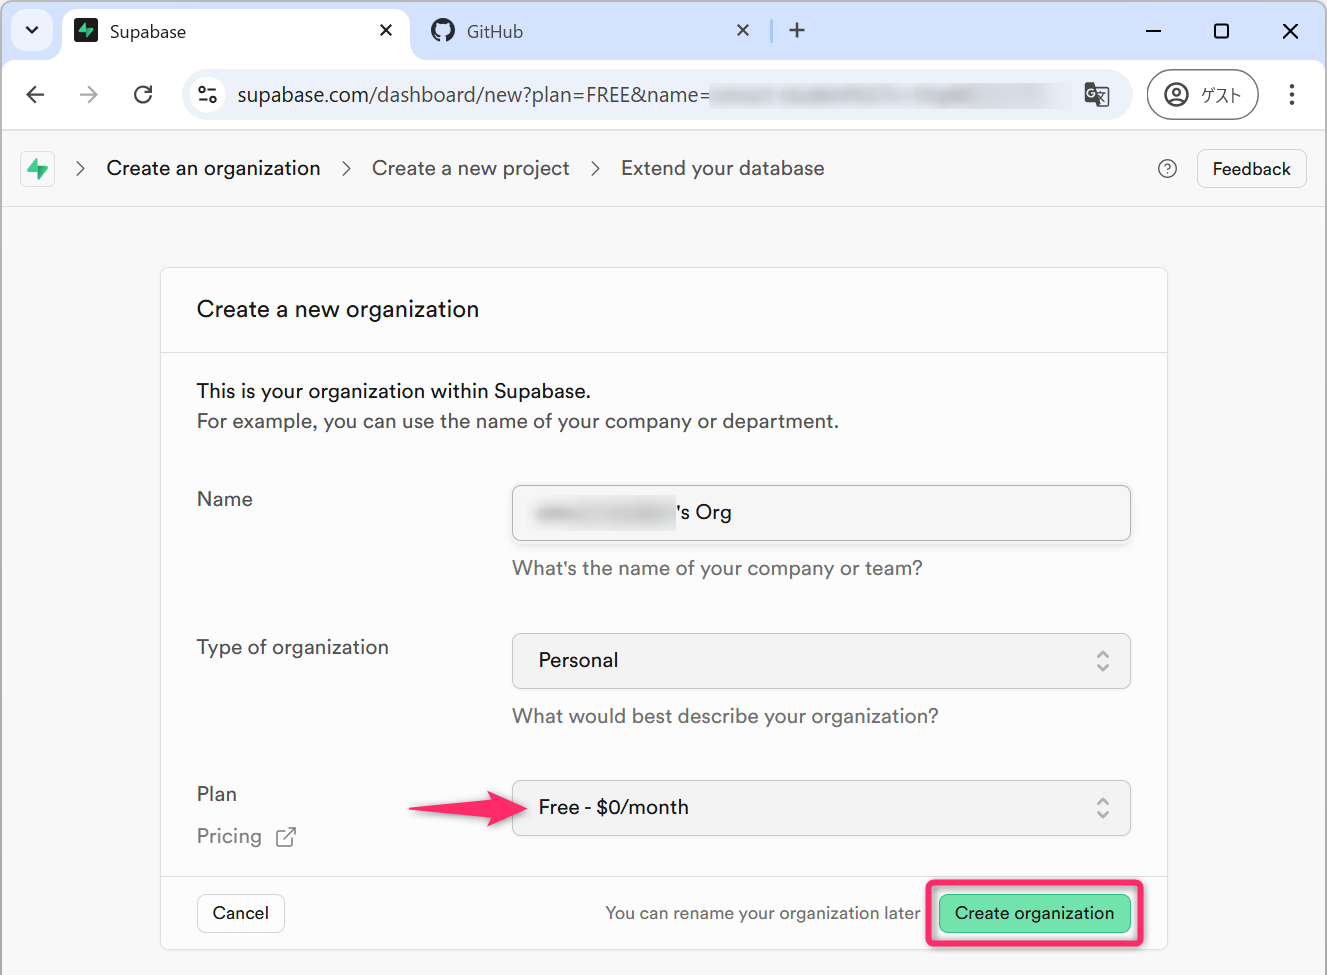 Supabase
GitHub
supabase.com/dashboard/new?plan=FREE&name=
ゲスト
Create an organization
Create a new project
Extend your database
Feedback
Create a new organization
This is your organization within Supabase.
For example, you can use the name of your company or department.
Name
's Org
What's the name of your company or team?
Type of organization
Personal
What would best describe your organization?
Plan
Free - $0/month
Pricing
Cancel
You can rename your organization later
Create organization